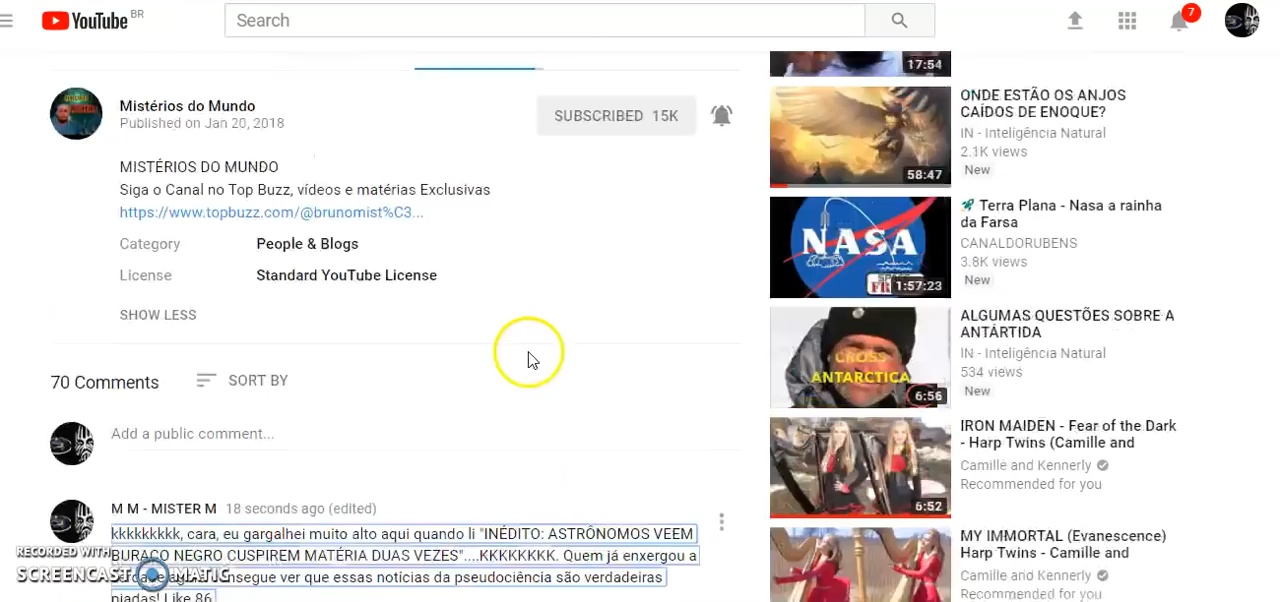 YouTube BR
Search
7
Mistérios do Mundo
Published on Jan 20, 2018
SUBSCRIBED 15K
MISTÉRIOS DO MUNDO
Siga o Canal no Top Buzz, vídeos e matérias Exclusivas
https://www.topbuzz.com/@brunomist%C3...
Category People & Blogs
License Standard YouTube License
SHOW LESS
70 Comments SORT BY
Add a public comment...
M M - MISTER M 18 seconds ago (edited)
kkkkkkkkk, cara, eu gargalhei muito alto aqui quando li "INÉDITO: ASTRÔNOMOS VEEM
BURACO NEGRO CUSPIREM MATÉRIA DUAS VEZES"....KKKKKKKK. Quem já enxergou a
que essas notícias da pseudociência são verdadeiras
piadas! Like 86
RECORDED WITH
SCREENCAST-O-MATIC
17:54
ONDE ESTÃO OS ANJOS
CAÍDOS DE ENOQUE?
IN - Inteligência Natural
2.1K views
New
58:47
🚀 Terra Plana - Nasa a rainha
da Farsa
CANALDORUBENS
3.8K views
New
NASA
1:57:23
ALGUMAS QUESTÕES SOBRE A
ANTÁRTIDA
IN - Inteligência Natural
534 views
New
CROSS
ANTARCTICA
6:56
IRON MAIDEN - Fear of the Dark
- Harp Twins (Camille and
Camille and Kennerly
Recommended for you
6:52
MY IMMORTAL (Evanescence)
Harp Twins - Camille and
Camille and Kennerly
Recommended for you